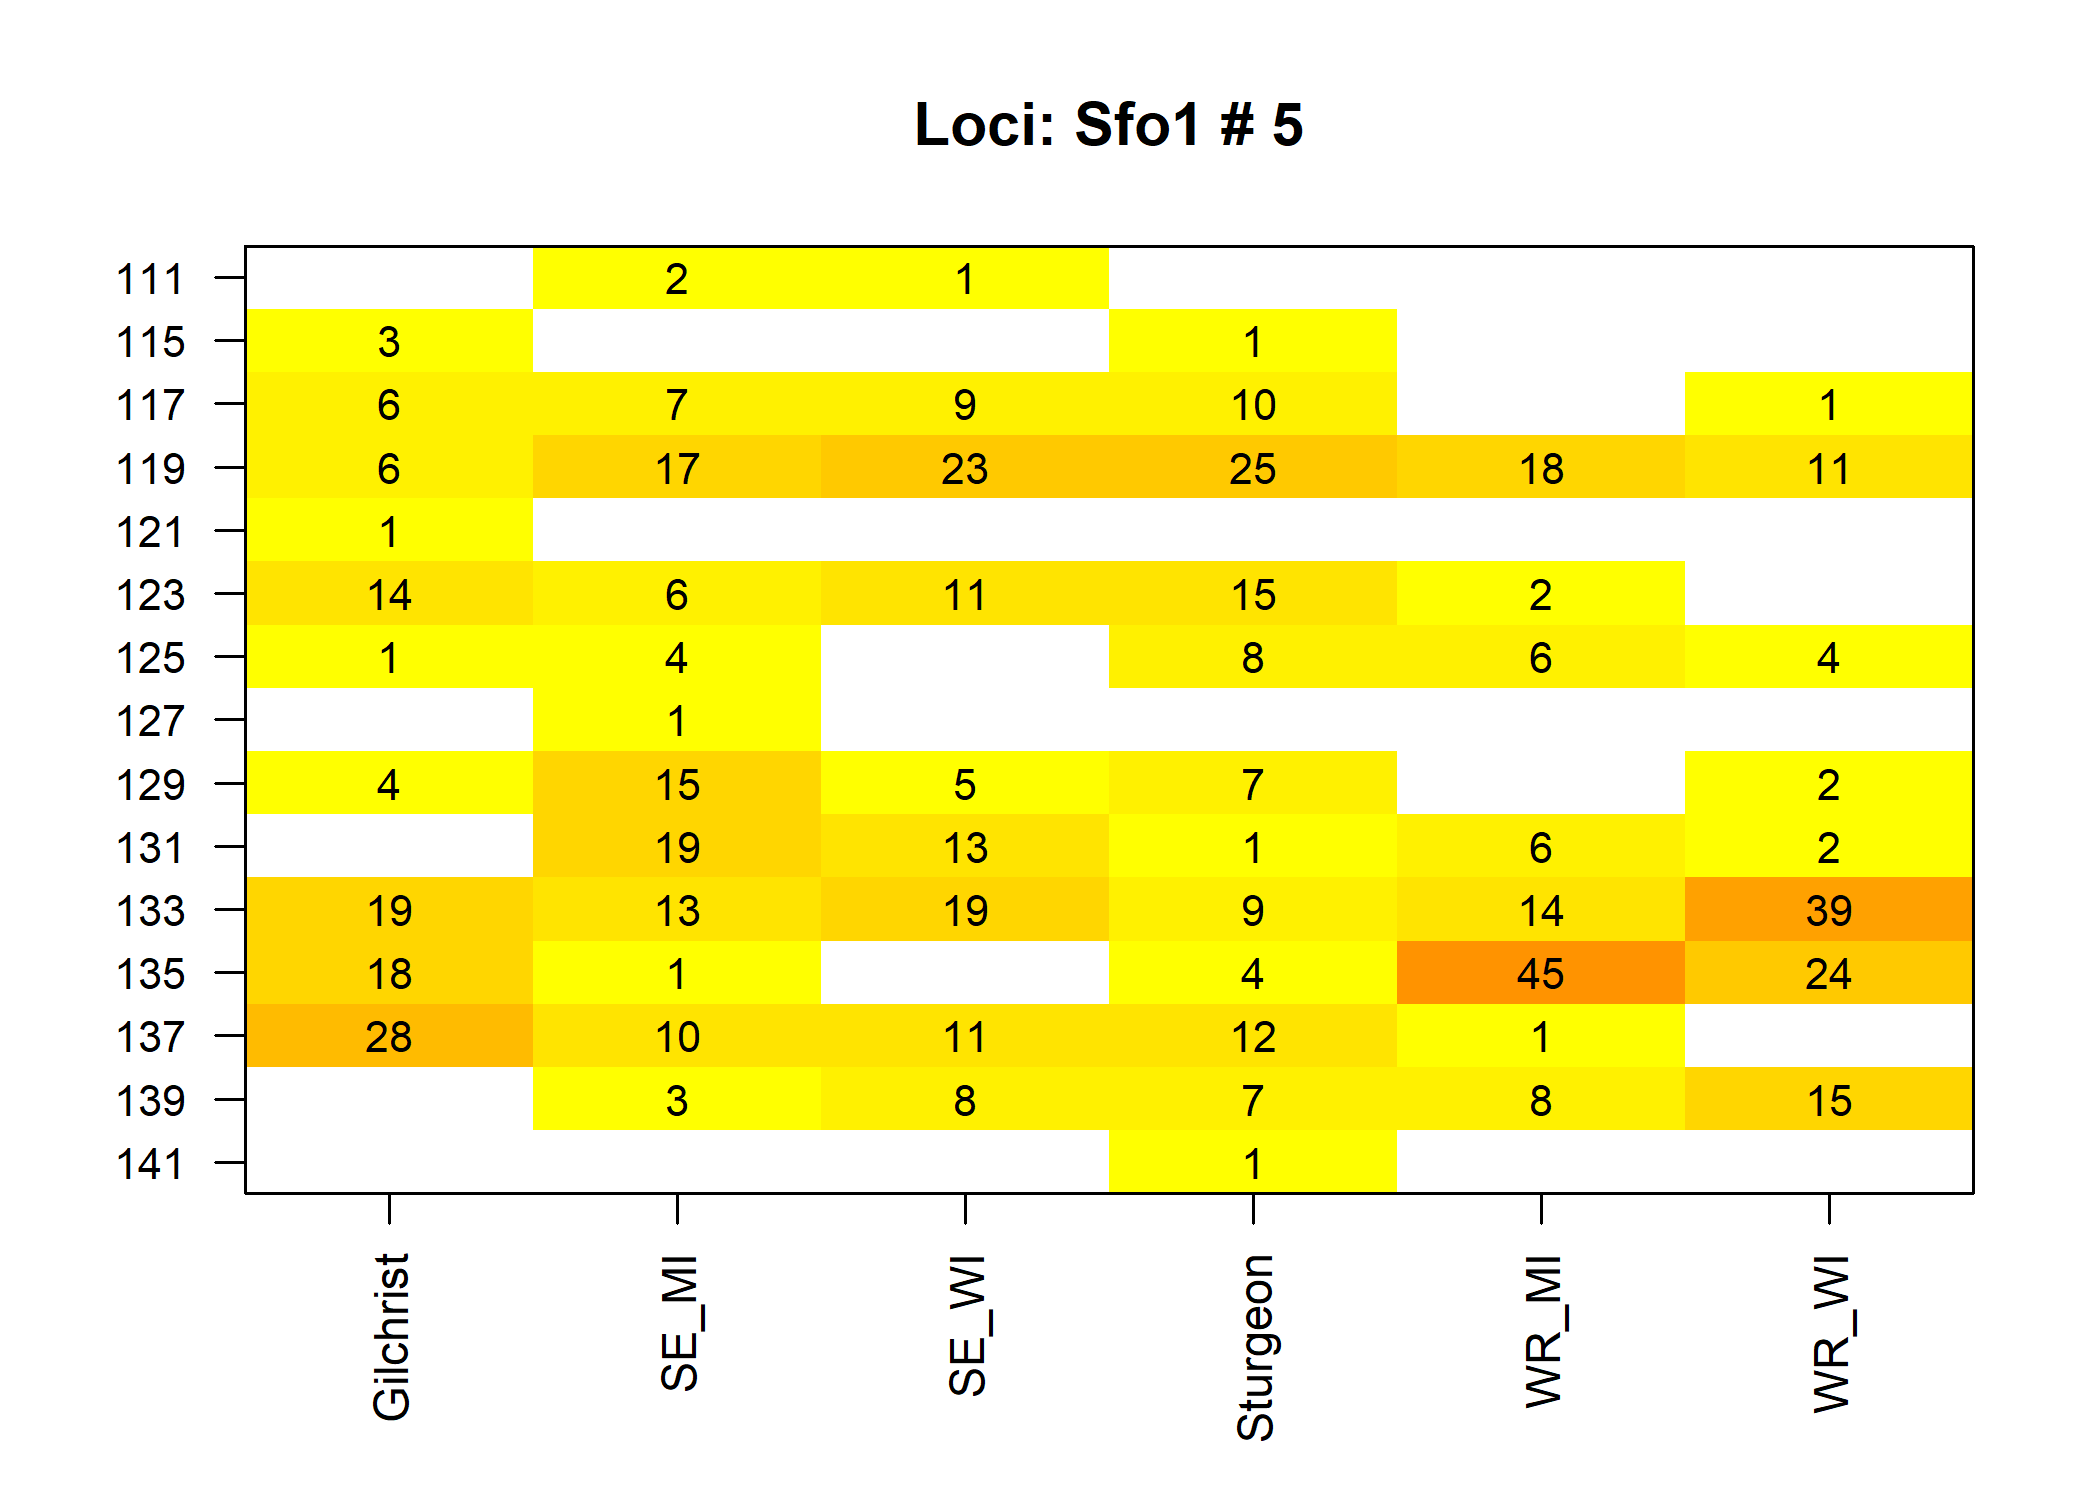 Loci: Sfo1 # 5
111 2 1
115 3 1
117 6 7 9 10 1
119 6 17 23 25 18 11
121 1
123 14 6 11 15 2
125 1 4 8 6 4
127 1
129 4 15 5 7 2
131 19 13 1 6 2
133 19 13 19 9 14 39
135 18 1 4 45 24
137 28 10 11 12 1
139 3 8 7 8 15
141 1
Gilchrist SE_MI SE_WI Sturgeon WR_MI WR_WI